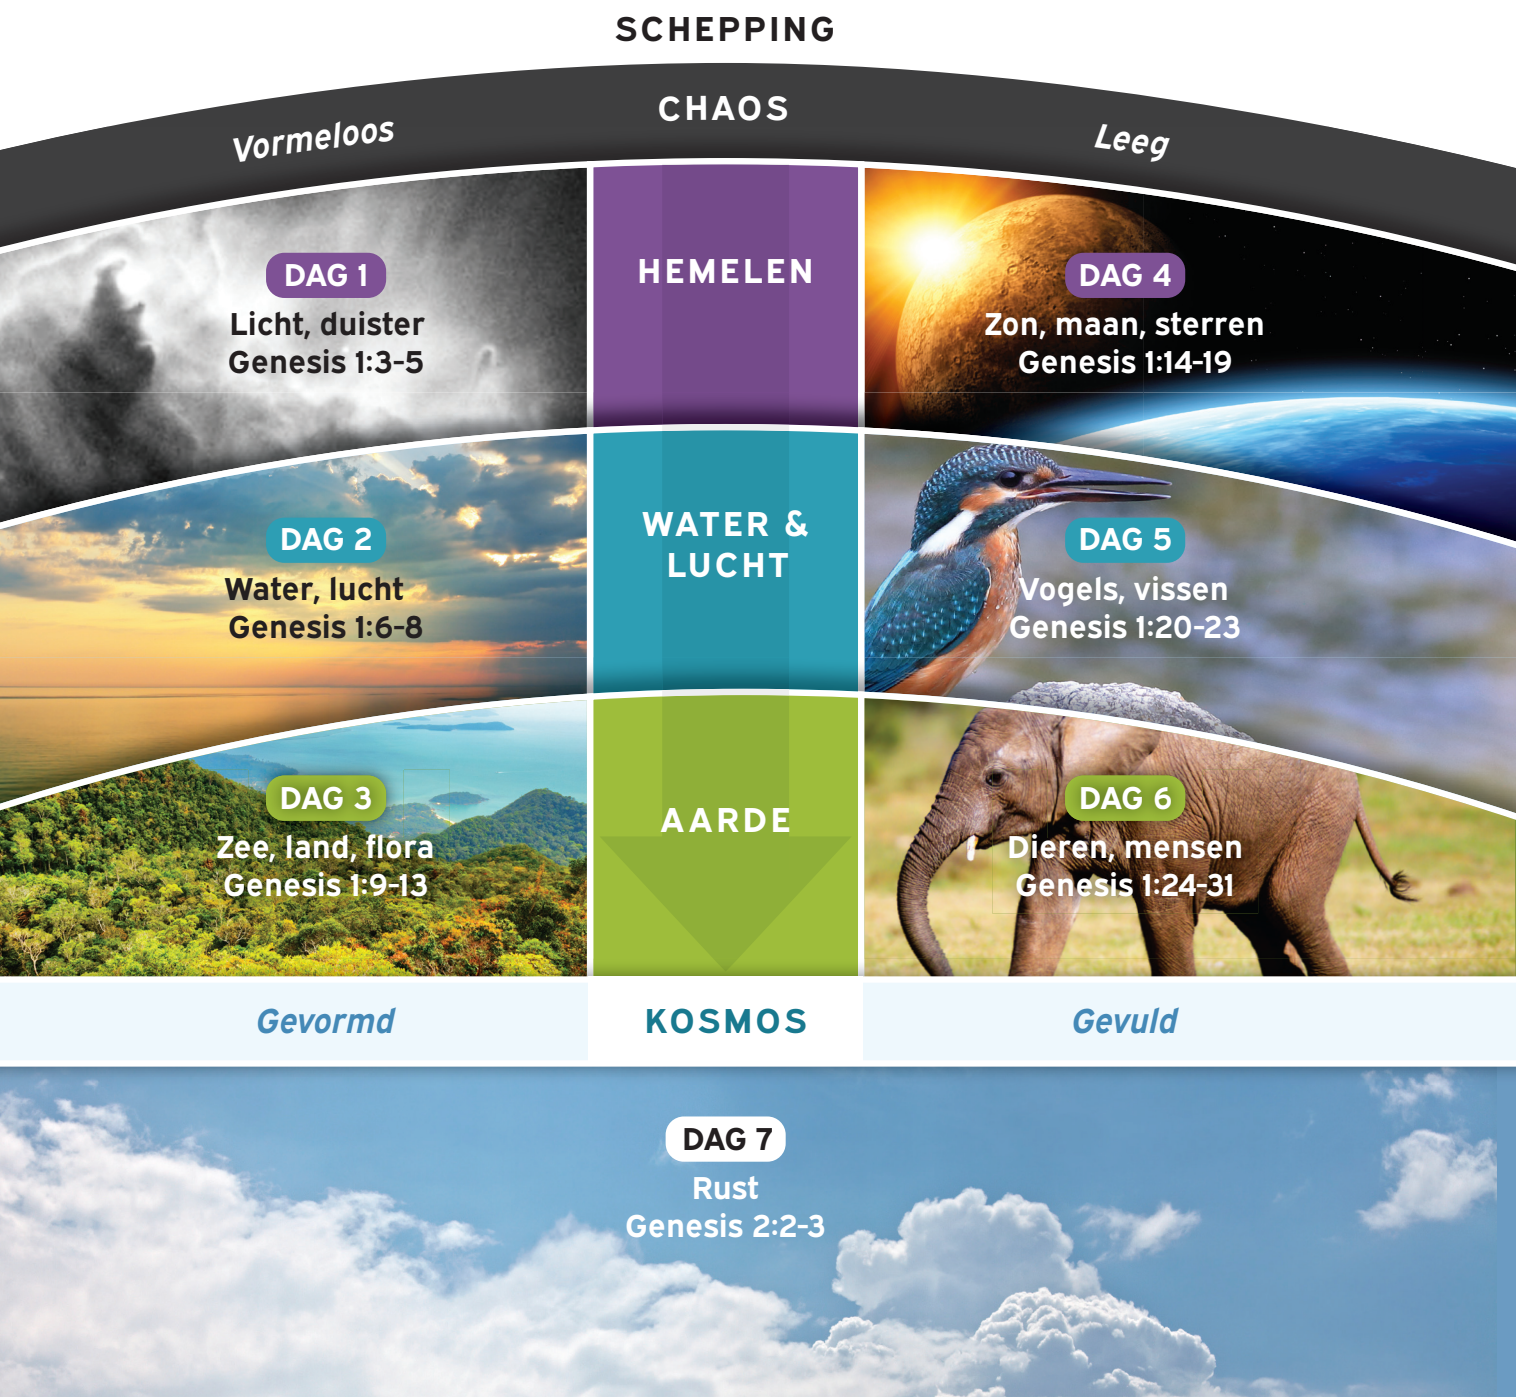 SCHEPPING
CHAOS
Vormeloos
Leeg
DAG 1
Licht, duister
Genesis 1:3-5
HEMELEN
DAG 4
Zon, maan, sterren
Genesis 1:14-19
DAG 2
Water, lucht
Genesis 1:6-8
WATER &
LUCHT
DAG 5
Vogels, vissen
Genesis 1:20-23
DAG 3
Zee, land, flora
Genesis 1:9-13
AARDE
DAG 6
Dieren, mensen
Genesis 1:24-31
Gevormd
KOSMOS
Gevuld
DAG 7
Rust
Genesis 2:2-3